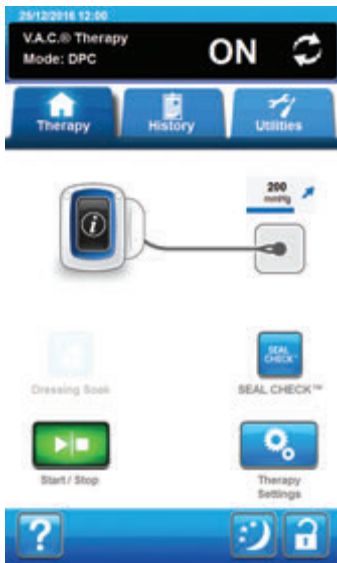 26/12/2016 12:00
V.A.C.® Therapy
Mode: DPC
ON
Therapy
History
Utilities
200
mmHg
i
SEAL
CHECK™
Dressing Soak
SEAL CHECK™
Start / Stop
Therapy
Settings
?